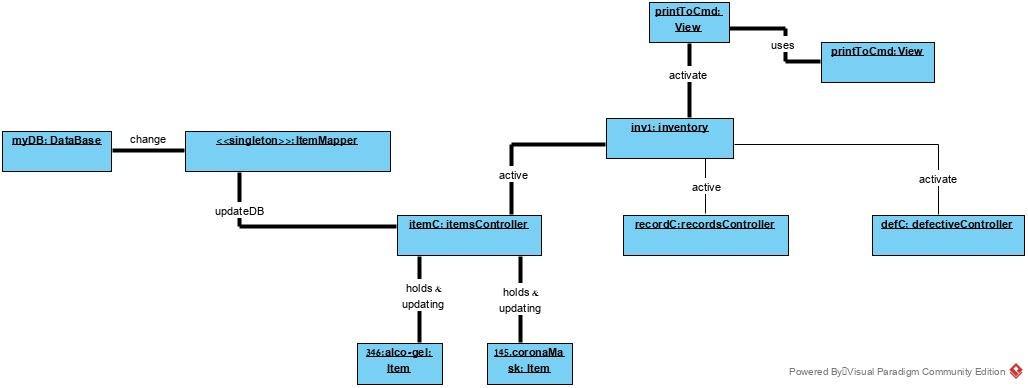 printToCmd:
View
uses
printToCmd: View
activate
inv1: inventory
myDB: DataBase
change
<<singleton>>: ItemMapper
active
active
activate
updateDB
itemC: itemsController
recordC:recordsController
defC: defectiveController
holds &
updating
holds &
updating
346:alco-gel:
Item
145.coronaMa
sk: Item
Powered By▯Visual Paradigm Community Edition